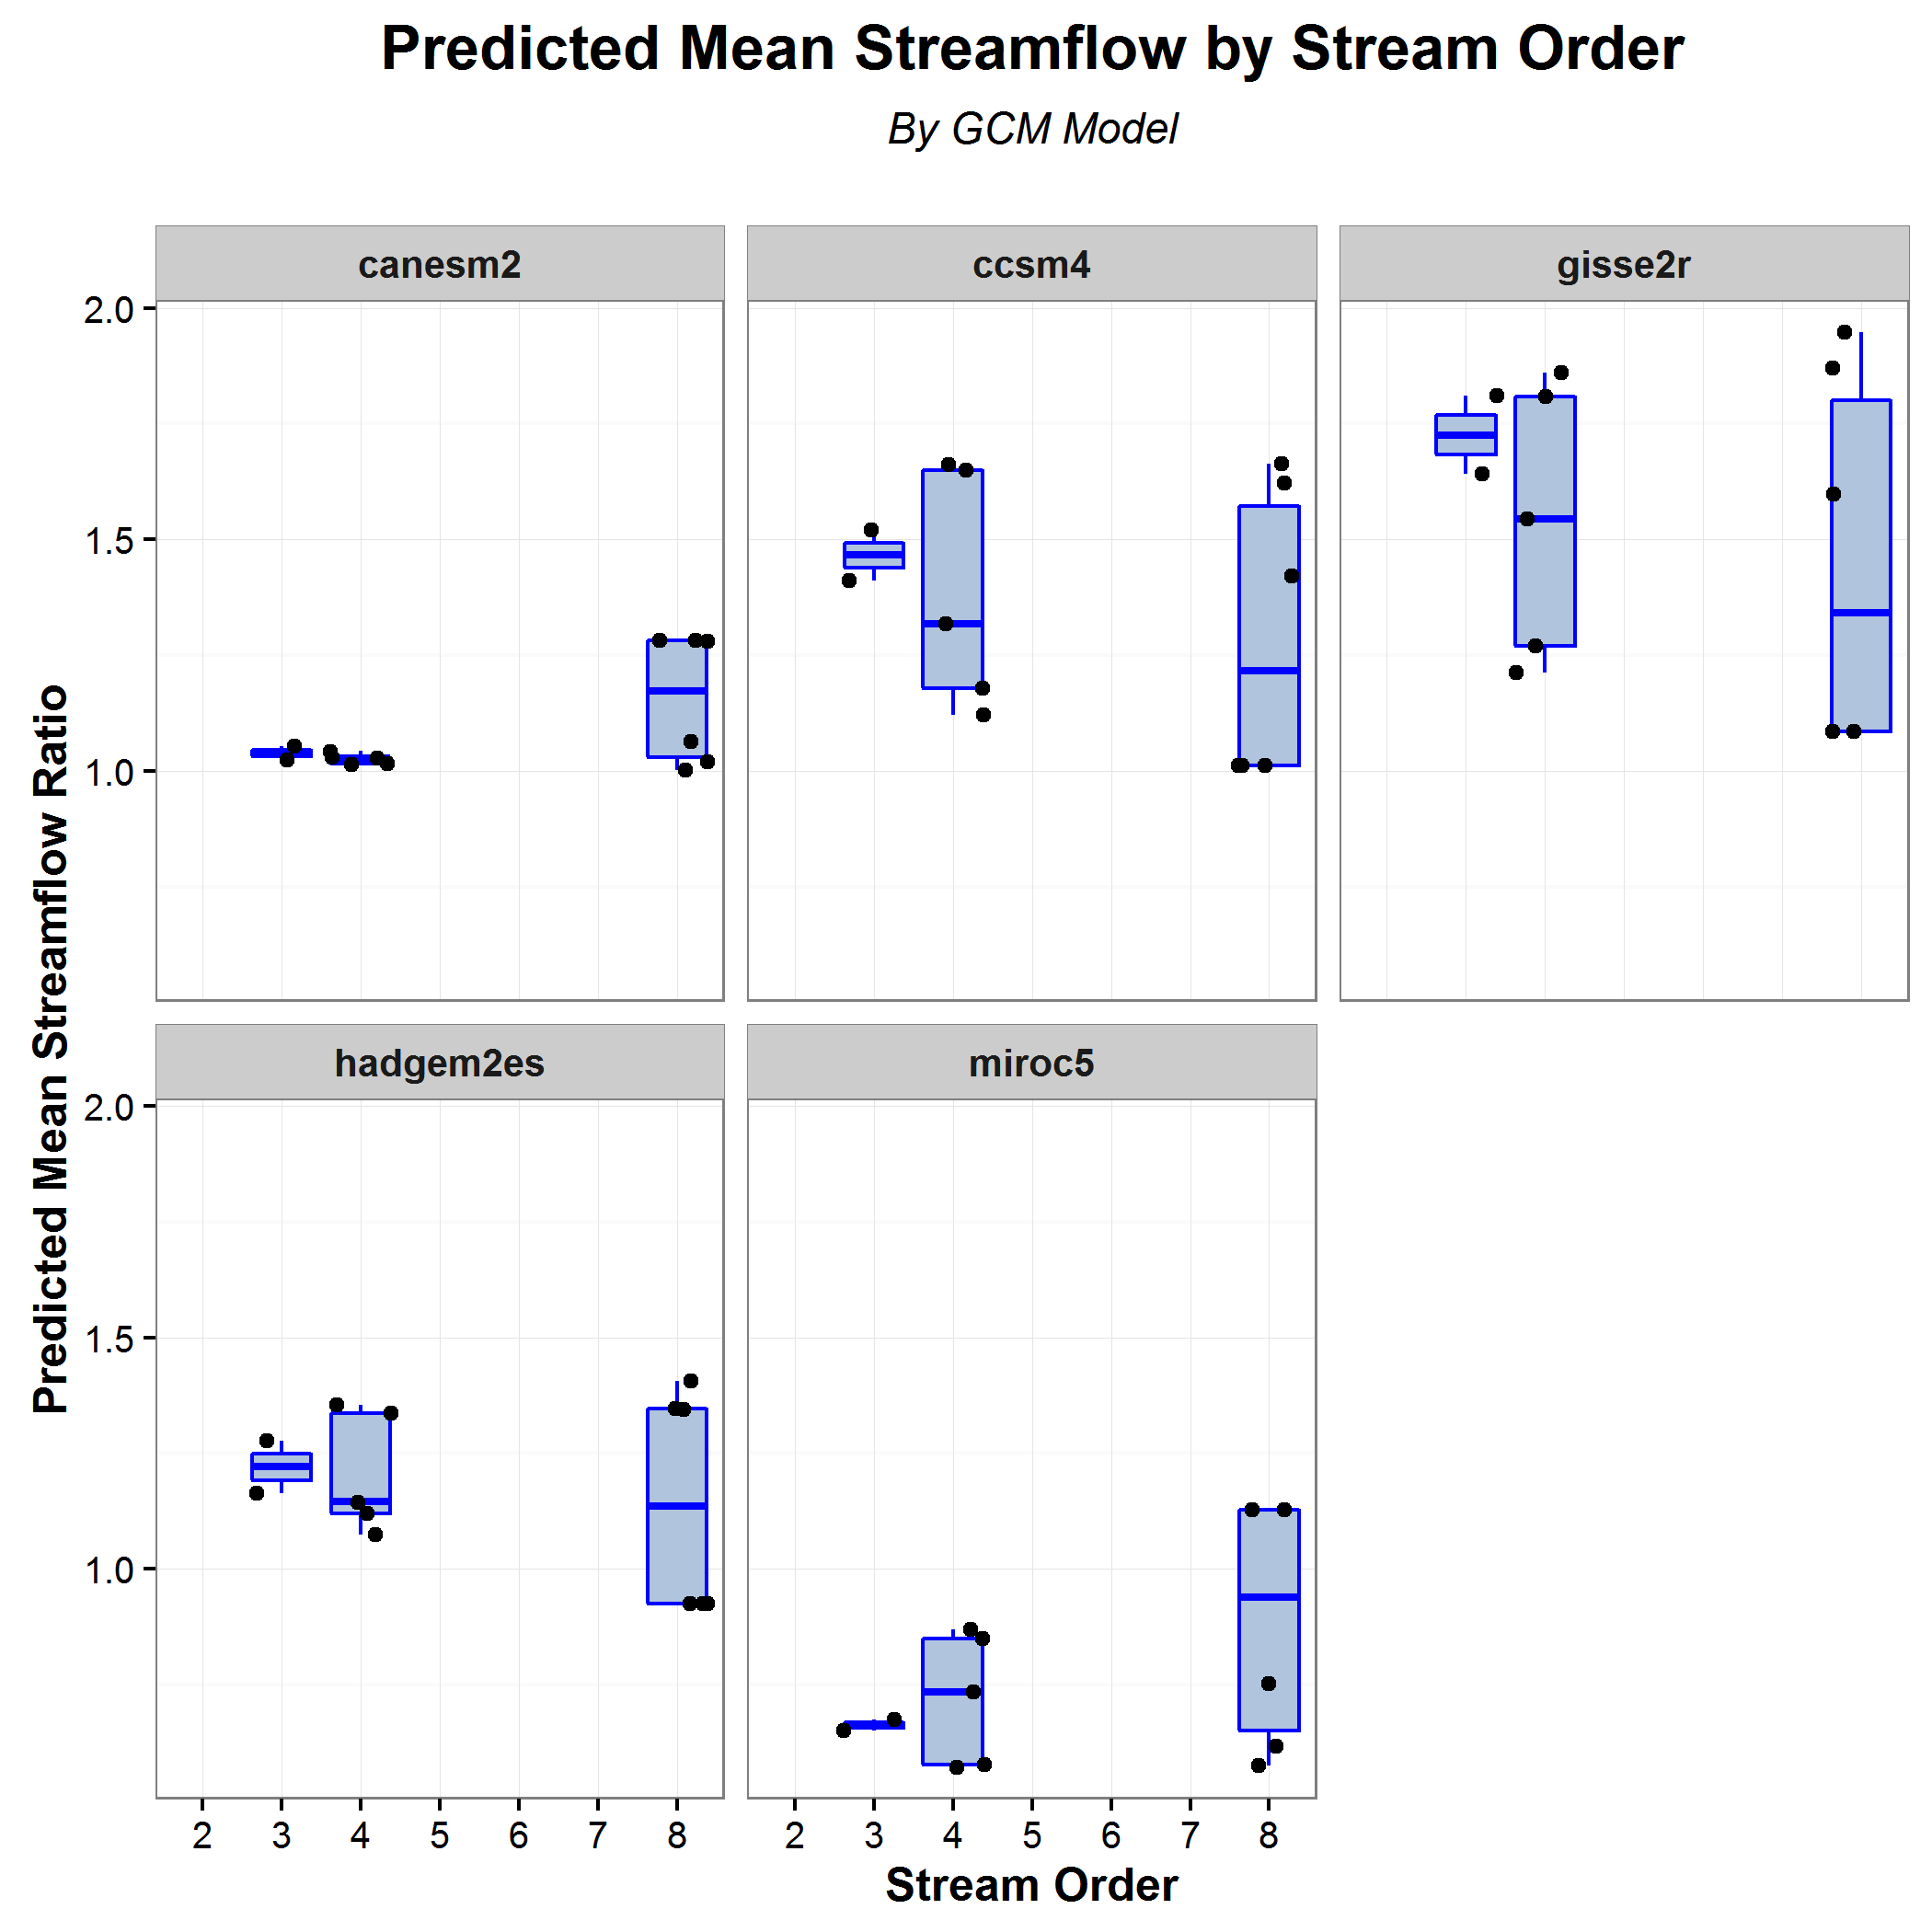 Predicted Mean Streamflow by Stream Order
By GCM Model
canesm2
ccsm4
gisse2r
2.0
1.5
1.0
Predicted Mean Streamflow Ratio
hadgem2es
miroc5
2.0
1.5
1.0
2 3 4 5 6 7 8
2 3 4 5 6 7 8
Stream Order